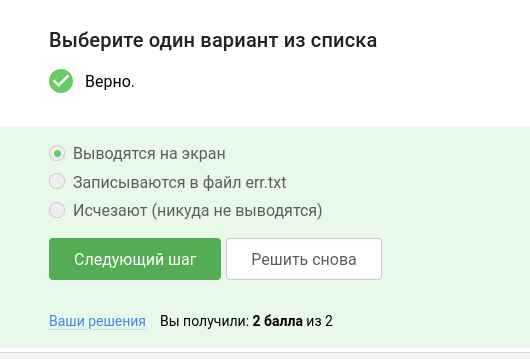 Выберите один вариант из списка
Верно.
Выводятся на экран
Записываются в файл err.txt
Исчезают (никуда не выводятся)
Следующий шаг Решить снова
Ваши решения Вы получили: 2 балла из 2